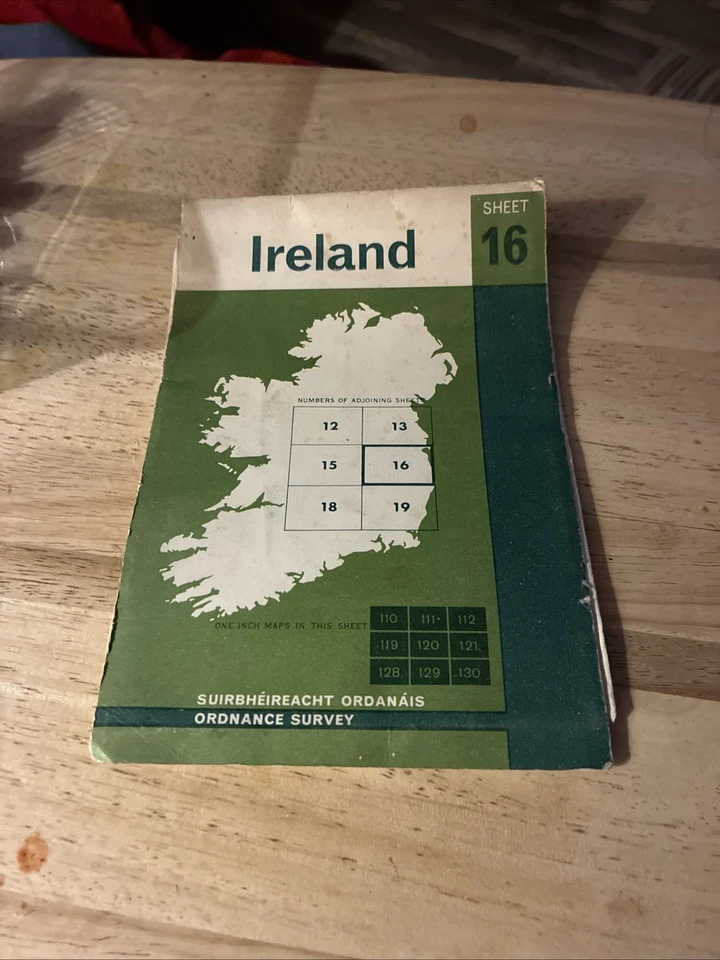 SHEET
Ireland 16
NUMBERS OF ADJOINING SHEETS
12 13
15 16
18 19
ONE INCH MAPS IN THIS SHEET
110 111 112
119 120 121
128 129 130
SUIRBHÉIREACHT ORDANÁIS
ORDNANCE SURVEY